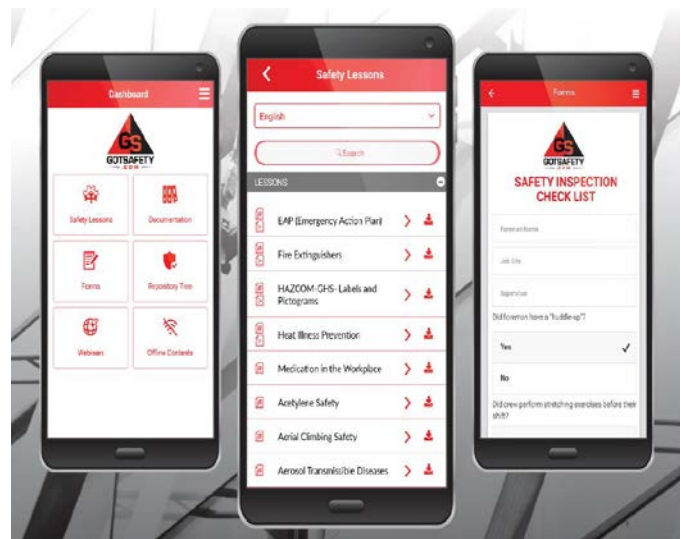 Dashboard
GS
GOTSAFETY
.COM
Safety Lessons
Documentation
Forms
Repository Tree
Webinars
Offline Contents
Safety Lessons
English
Search
LESSONS
EAP (Emergency Action Plan)
Fire Extinguishers
HAZCOM-GHS- Labels and
Pictograms
Heat Illness Prevention
Medication in the Workplace
Acetylene Safety
Aerial Climbing Safety
Aerosol Transmissible Diseases
Forms
GS
GOTSAFETY
.COM
SAFETY INSPECTION
CHECK LIST
Foreman Name
Job Site
Supervisor
Did foreman have a "huddle-up"?
Yes
No
Did crew perform stretching exercises before their
shift?